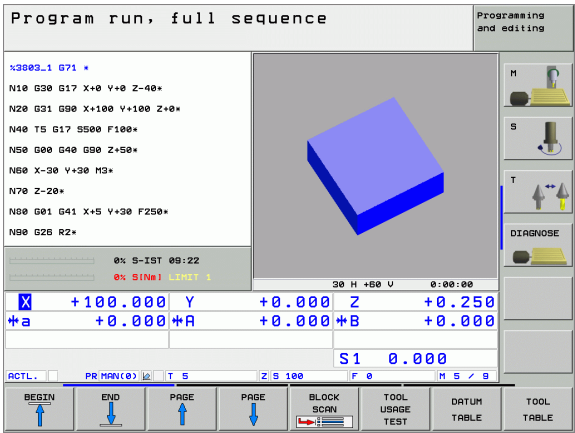 Program run, full sequence
Programming
and editing
%3803_1 G71 *
N10 G30 G17 X+0 Y+0 Z-40*
N20 G31 G90 X+100 Y+100 Z+0*
N40 T5 G17 S500 F100*
N50 G00 G40 G90 Z+50*
N60 X-30 Y+30 M3*
N70 Z-20*
N80 G01 G41 X+5 Y+30 F250*
N90 G26 R2*
0% S-IST 09:22
0% S[Nm] LIMIT 1
30 H +60 V 0:00:00
M
S
T
DIAGNOSE
X +100.000 Y +0.000 Z +0.250
a +0.000 A +0.000 B +0.000
S1 0.000
ACTL. PR MAN(0) T 5 Z S 100 F 0 M 5 / 9
BEGIN END PAGE PAGE BLOCK SCAN TOOL USAGE TEST DATUM TABLE TOOL TABLE